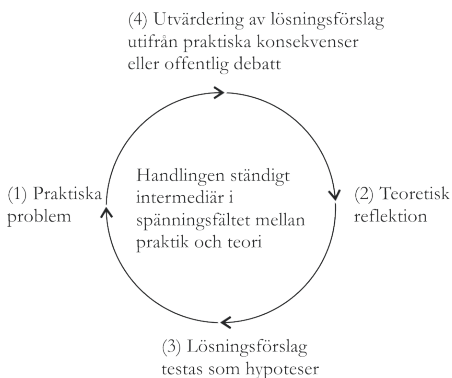 (4) Utvärdering av lösningsförslag
utifrån praktiska konsekvenser
eller offentlig debatt
(1) Praktiska
problem
Handlingen ständigt
intermediär i
spänningsfältet mellan
praktik och teori
(2) Teoretisk
reflektion
(3) Lösningsförslag
testas som hypoteser